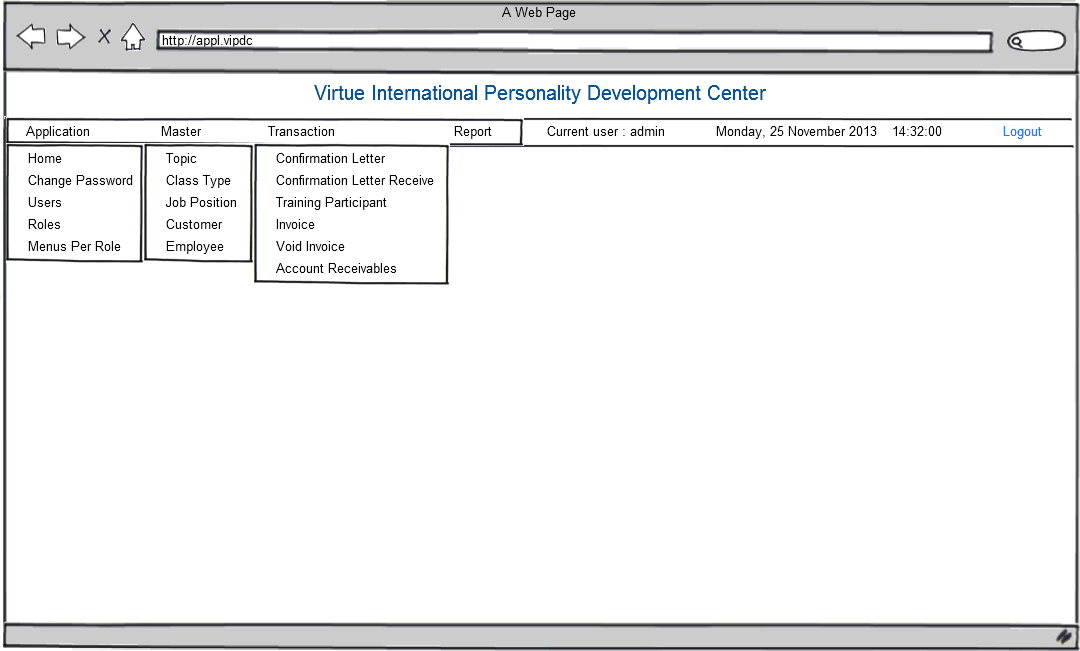 A Web Page
http://appl.vipdc
Virtue International Personality Development Center
Application Master Transaction Report Current user : admin Monday, 25 November 2013 14:32:00 Logout
Home
Change Password
Users
Roles
Menus Per Role
Topic
Class Type
Job Position
Customer
Employee
Confirmation Letter
Confirmation Letter Receive
Training Participant
Invoice
Void Invoice
Account Receivables